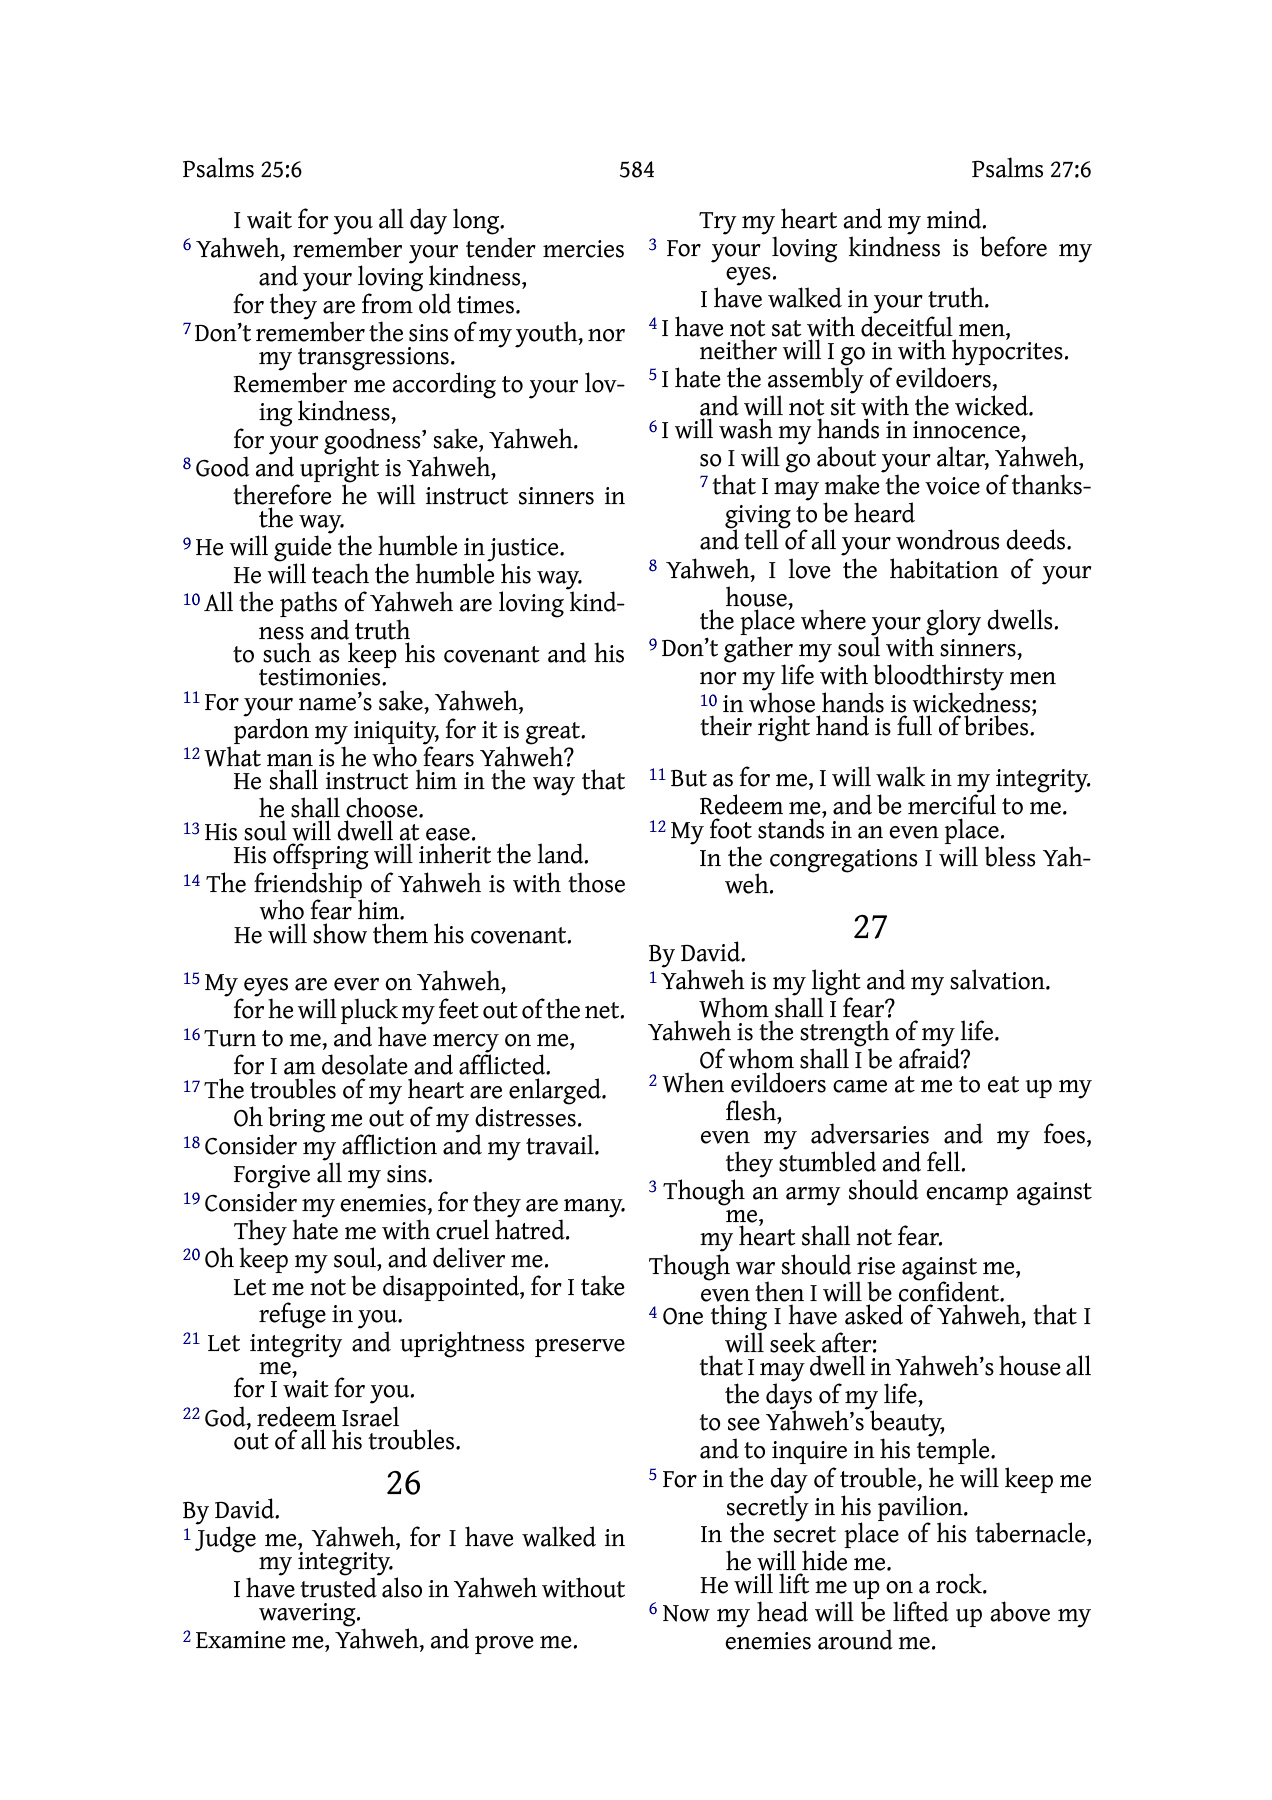 Psalms 25:6 584 Psalms 27:6
I wait for you all day long.
6 Yahweh, remember your tender mercies
and your loving kindness,
for they are from old times.
7 Don’t remember the sins of my youth, nor
my transgressions.
Remember me according to your lov-
ing kindness,
for your goodness’ sake, Yahweh.
8 Good and upright is Yahweh,
therefore he will instruct sinners in
the way.
9 He will guide the humble in justice.
He will teach the humble his way.
10 All the paths of Yahweh are loving kind-
ness and truth
to such as keep his covenant and his
testimonies.
11 For your name’s sake, Yahweh,
pardon my iniquity, for it is great.
12 What man is he who fears Yahweh?
He shall instruct him in the way that
he shall choose.
13 His soul will dwell at ease.
His offspring will inherit the land.
14 The friendship of Yahweh is with those
who fear him.
He will show them his covenant.
15 My eyes are ever on Yahweh,
for he will pluck my feet out of the net.
16 Turn to me, and have mercy on me,
for I am desolate and afflicted.
17 The troubles of my heart are enlarged.
Oh bring me out of my distresses.
18 Consider my affliction and my travail.
Forgive all my sins.
19 Consider my enemies, for they are many.
They hate me with cruel hatred.
20 Oh keep my soul, and deliver me.
Let me not be disappointed, for I take
refuge in you.
21 Let integrity and uprightness preserve
me,
for I wait for you.
22 God, redeem Israel
out of all his troubles.
26
By David.
1 Judge me, Yahweh, for I have walked in
my integrity.
I have trusted also in Yahweh without
wavering.
2 Examine me, Yahweh, and prove me.
Try my heart and my mind.
3 For your loving kindness is before my
eyes.
I have walked in your truth.
4 I have not sat with deceitful men,
neither will I go in with hypocrites.
5 I hate the assembly of evildoers,
and will not sit with the wicked.
6 I will wash my hands in innocence,
so I will go about your altar, Yahweh,
7 that I may make the voice of thanks-
giving to be heard
and tell of all your wondrous deeds.
8 Yahweh, I love the habitation of your
house,
the place where your glory dwells.
9 Don’t gather my soul with sinners,
nor my life with bloodthirsty men
10 in whose hands is wickedness;
their right hand is full of bribes.
11 But as for me, I will walk in my integrity.
Redeem me, and be merciful to me.
12 My foot stands in an even place.
In the congregations I will bless Yah-
weh.
27
By David.
1 Yahweh is my light and my salvation.
Whom shall I fear?
Yahweh is the strength of my life.
Of whom shall I be afraid?
2 When evildoers came at me to eat up my
flesh,
even my adversaries and my foes,
they stumbled and fell.
3 Though an army should encamp against
me,
my heart shall not fear.
Though war should rise against me,
even then I will be confident.
4 One thing I have asked of Yahweh, that I
will seek after:
that I may dwell in Yahweh’s house all
the days of my life,
to see Yahweh’s beauty,
and to inquire in his temple.
5 For in the day of trouble, he will keep me
secretly in his pavilion.
In the secret place of his tabernacle,
he will hide me.
He will lift me up on a rock.
6 Now my head will be lifted up above my
enemies around me.